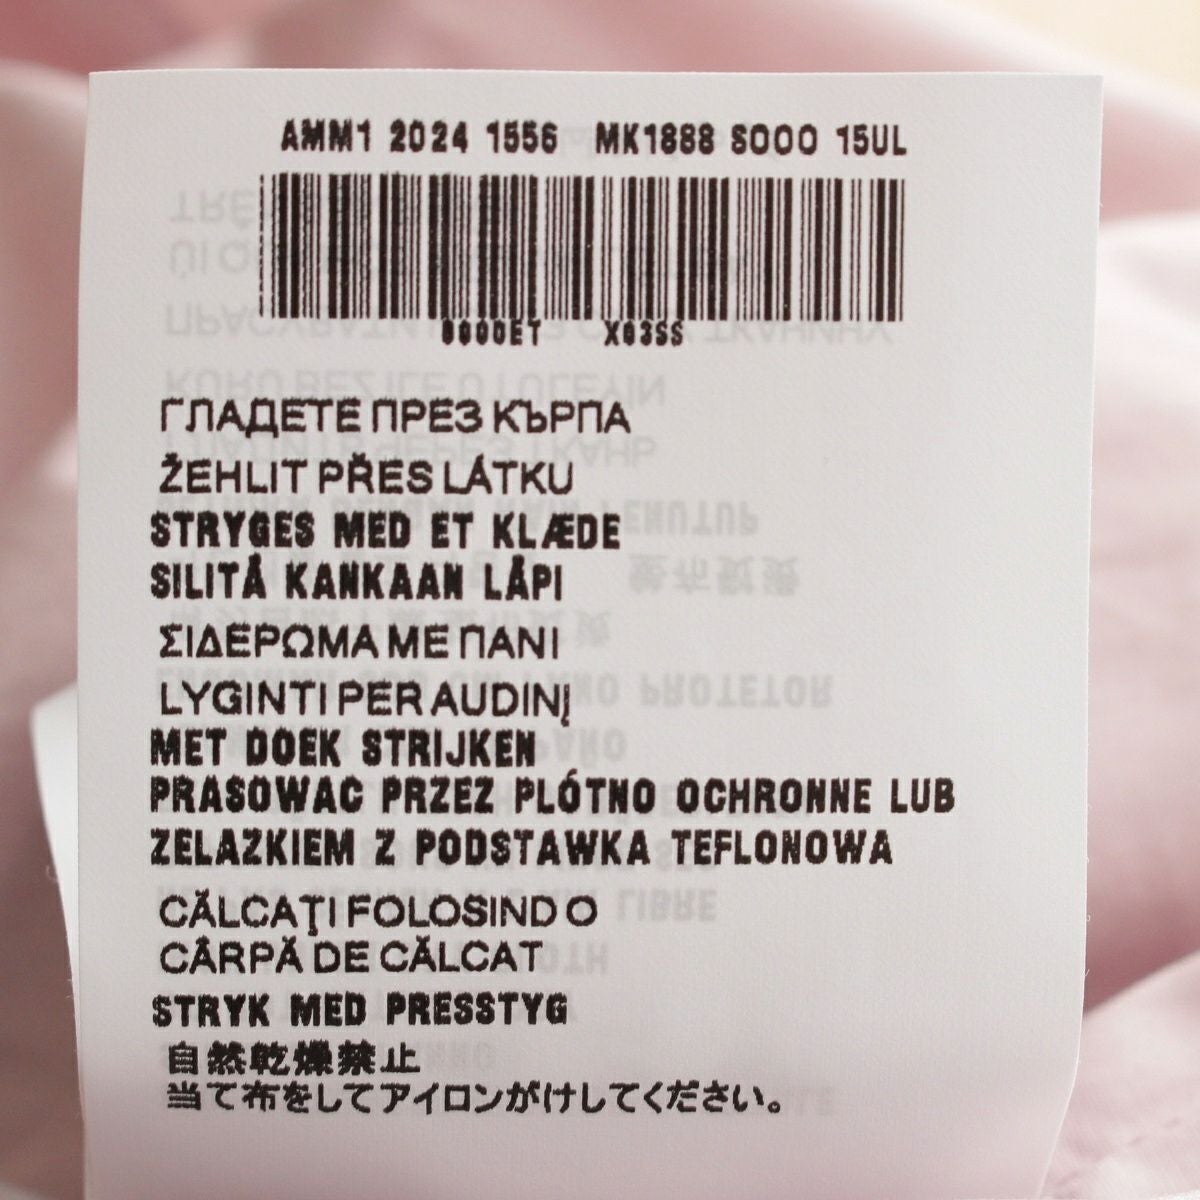 AMM1 2024 1556 MK1888 S000 15UL
ГЛАДЕТЕ ПРЕЗ КЪРПА
ŽEHLIT PŘES LÁTKU
STRYGES MED ET KLÆDE
SILITÅ KANKAAN LÅPI
ΣΙΔΕΡΩΜΑ ΜΕ ΠΑΝΙ
LYGINTI PER AUDINĮ
MET DOEK STRIJKEN
PRASOWAC PRZEZ PLÓTNO OCHRONNE LUB
ZELAZKIEM Z PODSTAWKA TEFLONOWA
CĂLCAŢI FOLOSIND O
CÂRPĂ DE CĂLCAT
STRYK MED PRESSTYG
自然乾燥禁止
当て布をしてアイロンがけしてください。